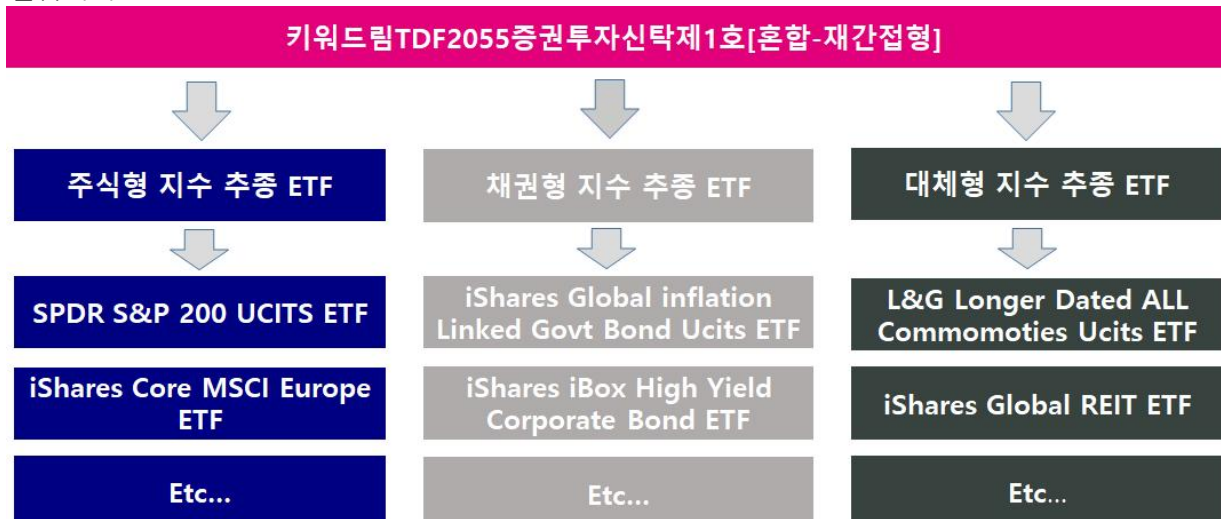 키워드림TDF2055증권투자신탁제1호[혼합-재간접형]
주식형 지수 추종 ETF
채권형 지수 추종 ETF
대체형 지수 추종 ETF
SPDR S&P 200 UCITS ETF
iShares Global inflation
Linked Govt Bond Ucits ETF
L&G Longer Dated ALL
Commomoties Ucits ETF
iShares Core MSCI Europe
ETF
iShares iBox High Yield
Corporate Bond ETF
iShares Global REIT ETF
Etc...
Etc...
Etc...